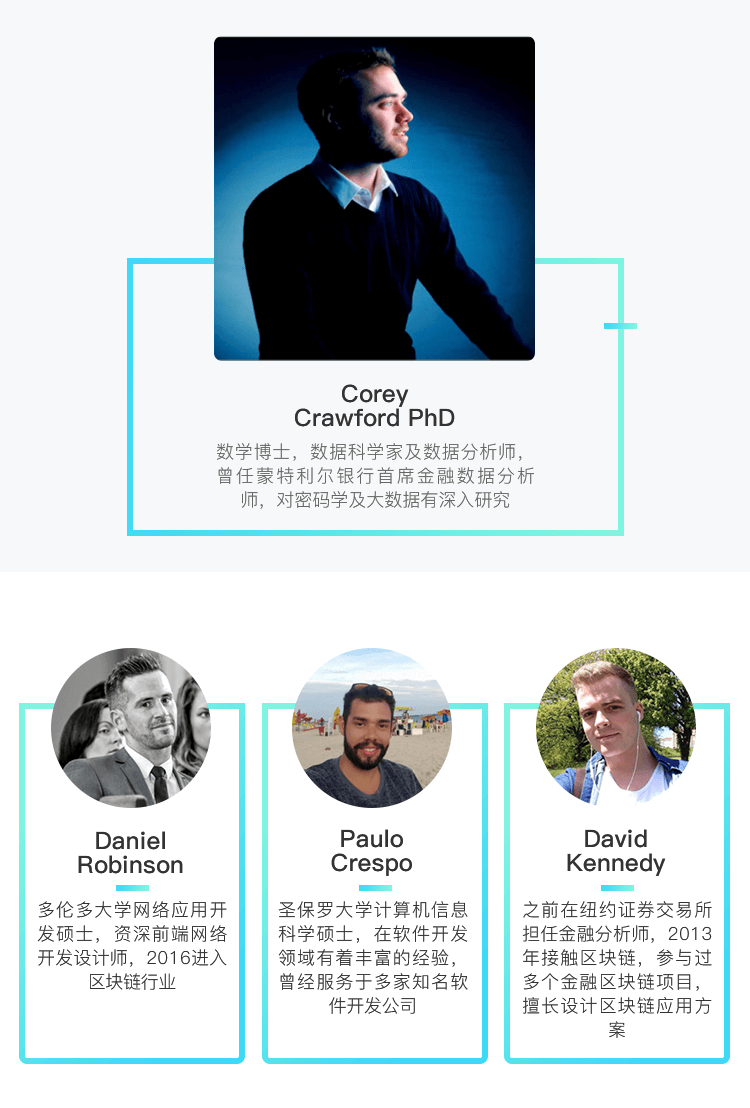 Corey
Crawford PhD
数学博士，数据科学家及数据分析师，
曾任蒙特利尔银行首席金融数据分析
师，对密码学及大数据有深入研究
Daniel
Robinson
多伦多大学网络应用开
发硕士，资深前端网络
开发设计师，2016进入
区块链行业
Paulo
Crespo
圣保罗大学计算机信息
科学硕士，在软件开发
领域有着丰富的经验，
曾经服务于多家知名软
件开发公司
David
Kennedy
之前在纽约证券交易所
担任金融分析师，2013
年接触区块链，参与过
多个金融区块链项目，
擅长设计区块链应用方
案